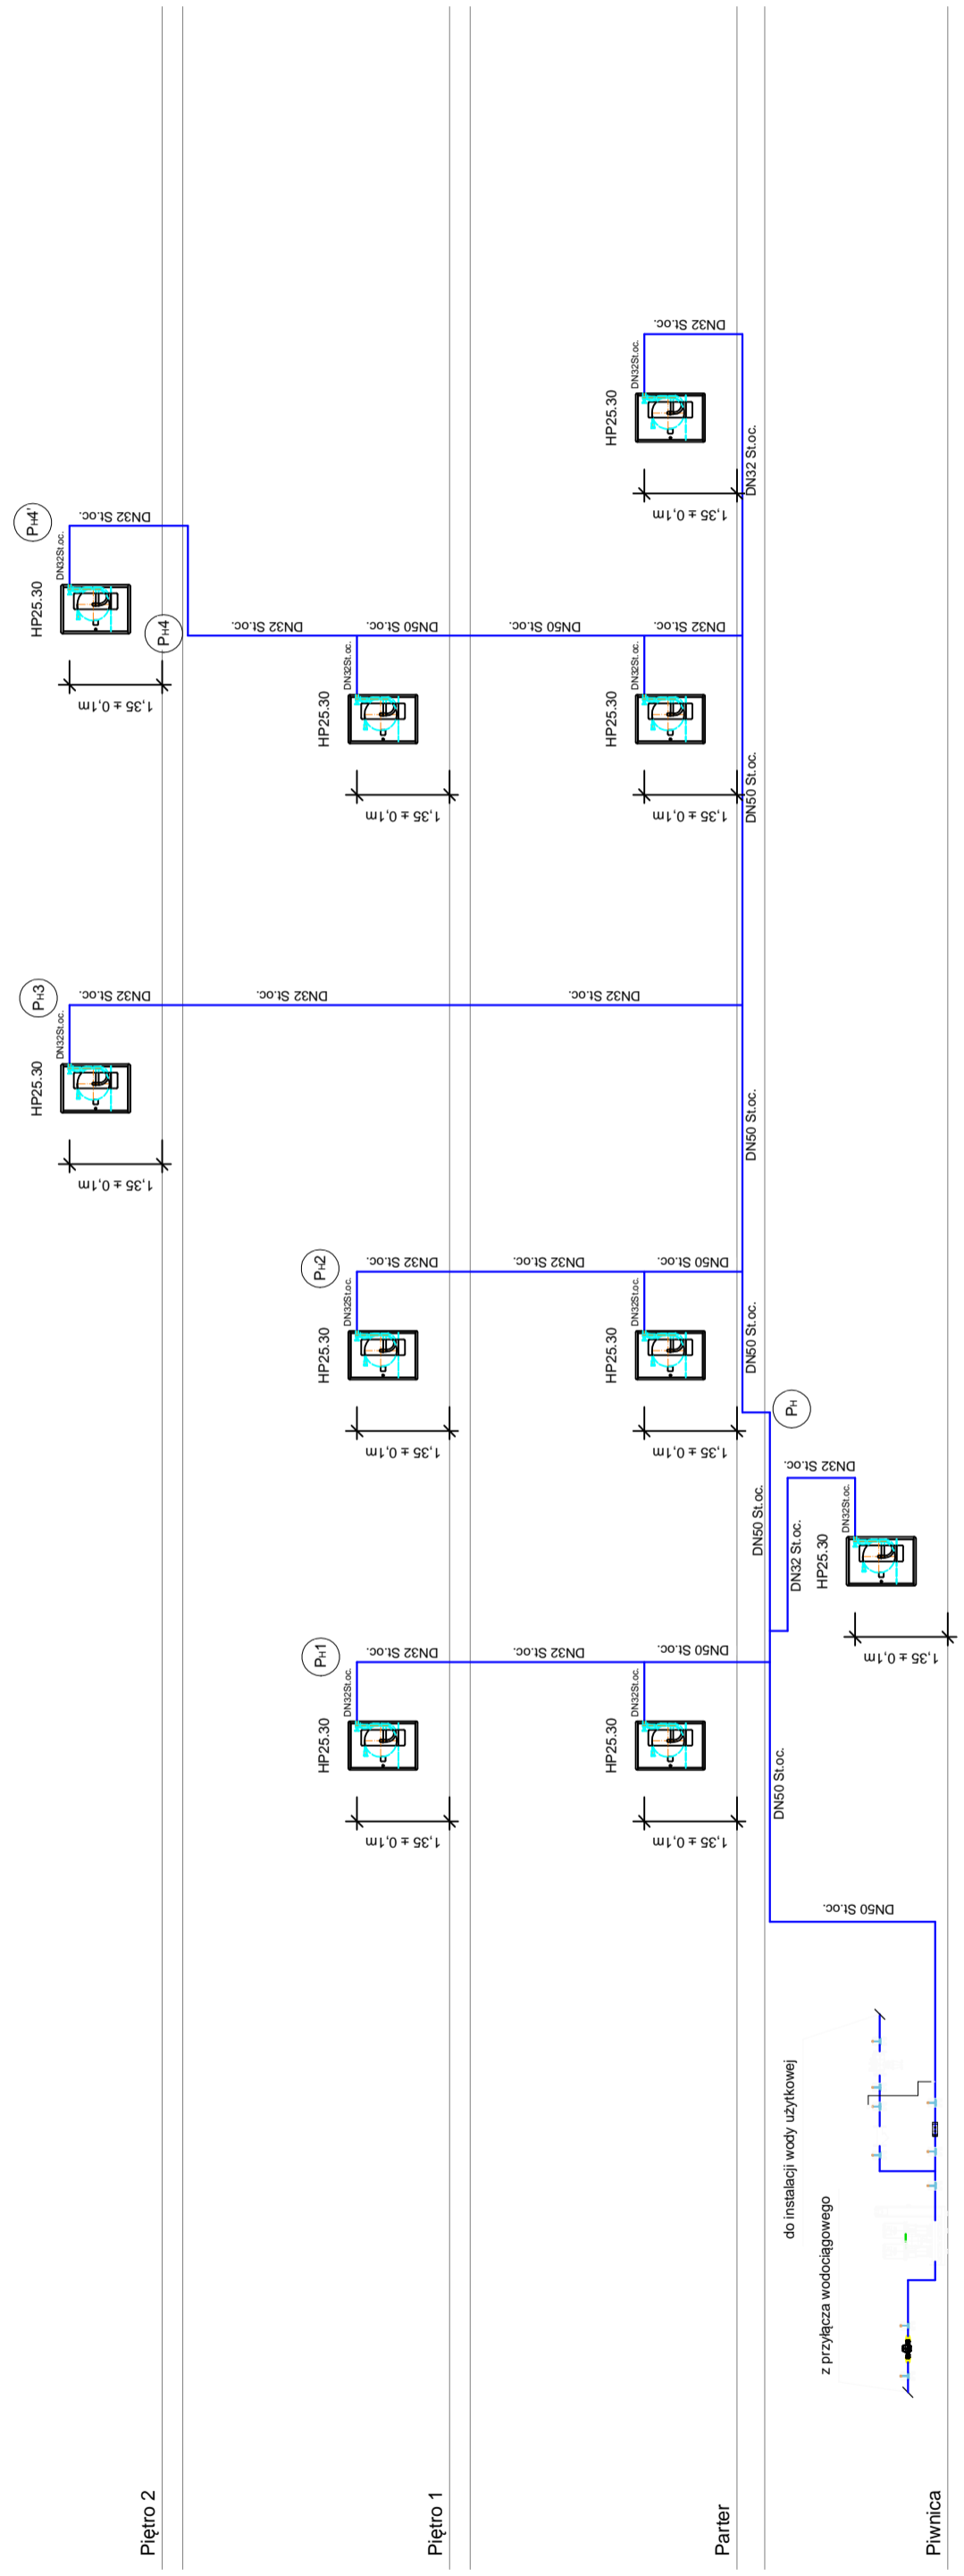 Piętro 2
1,35 ± 0,1m
HP25.30
DN32St.oc.
PH3
DN32 St.oc.
1,35 ± 0,1m
HP25.30
DN32St.oc.
PH4'
DN32 St.oc.
PH4
DN32 St.oc.
DN32 St.oc.
Piętro 1
1,35 ± 0,1m
HP25.30
DN32St.oc.
PH1
DN32 St.oc.
1,35 ± 0,1m
HP25.30
DN32St.oc.
PH2
DN32 St.oc.
1,35 ± 0,1m
HP25.30
DN32St.oc.
DN50 St.oc.
DN32 St.oc.
DN32 St.oc.
DN32 St.oc.
DN50 St.oc.
Parter
1,35 ± 0,1m
HP25.30
DN32St.oc.
DN50 St.oc.
1,35 ± 0,1m
HP25.30
DN32St.oc.
DN50 St.oc.
1,35 ± 0,1m
HP25.30
DN32St.oc.
DN32 St.oc.
1,35 ± 0,1m
HP25.30
DN32St.oc.
DN32 St.oc.
DN50 St.oc.
DN50 St.oc.
DN50 St.oc.
DN50 St.oc.
DN32 St.oc.
DN50 St.oc.
PH
Piwnica
z przyłącza wodociągowego
do instalacji wody użytkowej
DN50 St.oc.
1,35 ± 0,1m
DN32 St.oc.
HP25.30
DN32St.oc.
DN32 St.oc.